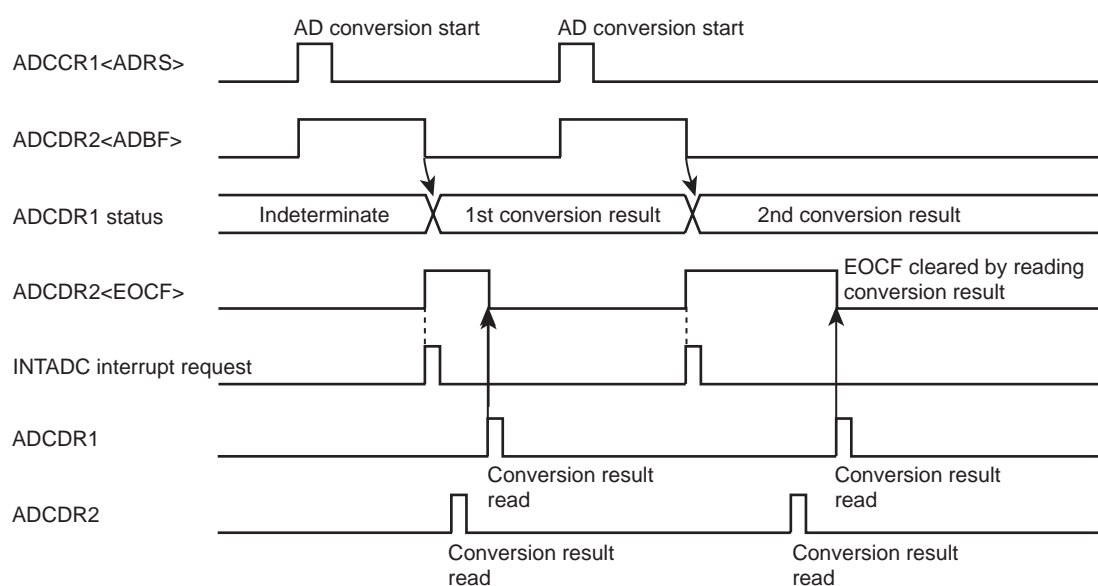 AD conversion start
AD conversion start
ADCCR1<ADRS>
ADCDR2<ADBF>
ADCDR1 status
Indeterminate
1st conversion result
2nd conversion result
EOCF cleared by reading
conversion result
ADCDR2<EOCF>
INTADC interrupt request
ADCDR1
Conversion result
read
Conversion result
read
ADCDR2
Conversion result
read
Conversion result
read